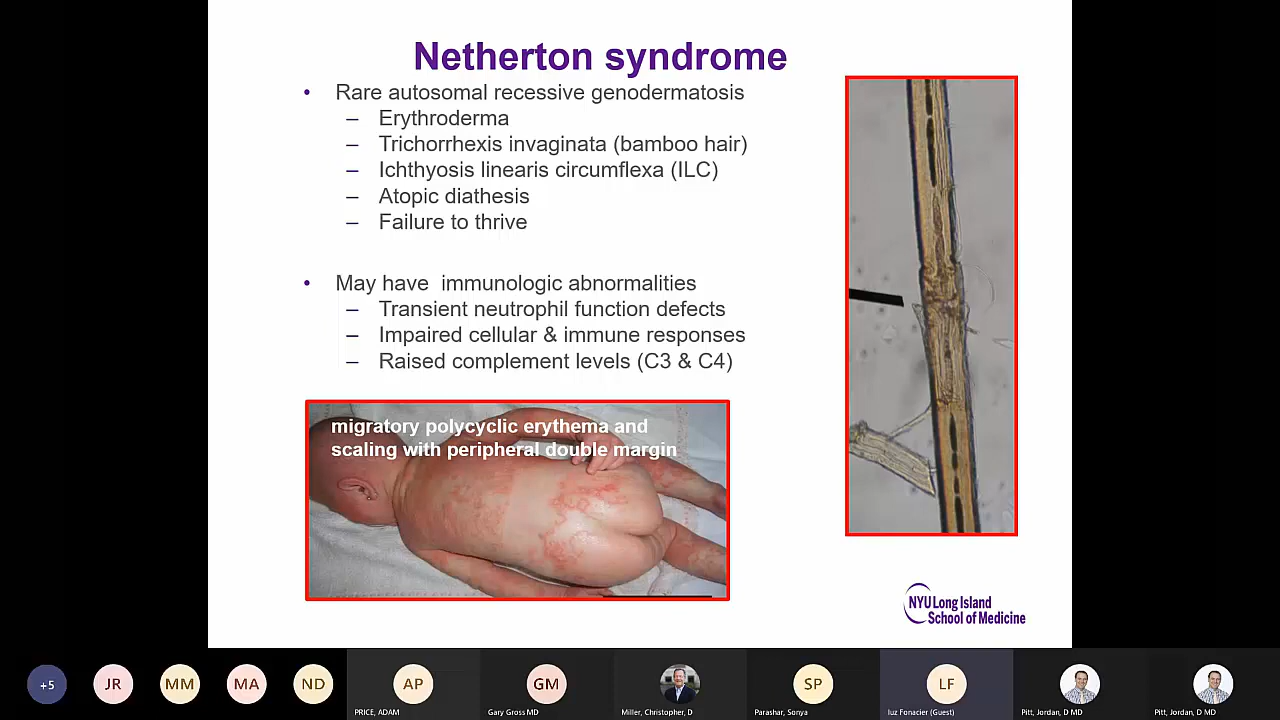 Netherton syndrome
• Rare autosomal recessive genodermatosis
– Erythroderma
– Trichorrhexis invaginata (bamboo hair)
– Ichthyosis linearis circumflexa (ILC)
– Atopic diathesis
– Failure to thrive
• May have immunologic abnormalities
– Transient neutrophil function defects
– Impaired cellular & immune responses
– Raised complement levels (C3 & C4)
migratory polycyclic erythema and
scaling with peripheral double margin
NYU Long Island
School of Medicine
+5
JR
MM
MA
ND
AP
GM
SP
LF
PRICE, ADAM
Gary Gross MD
Miller, Christopher, D
Parashar, Sonya
luz Fonacier (Guest)
Pitt, Jordan, D MD
Pitt, Jordan, D MD